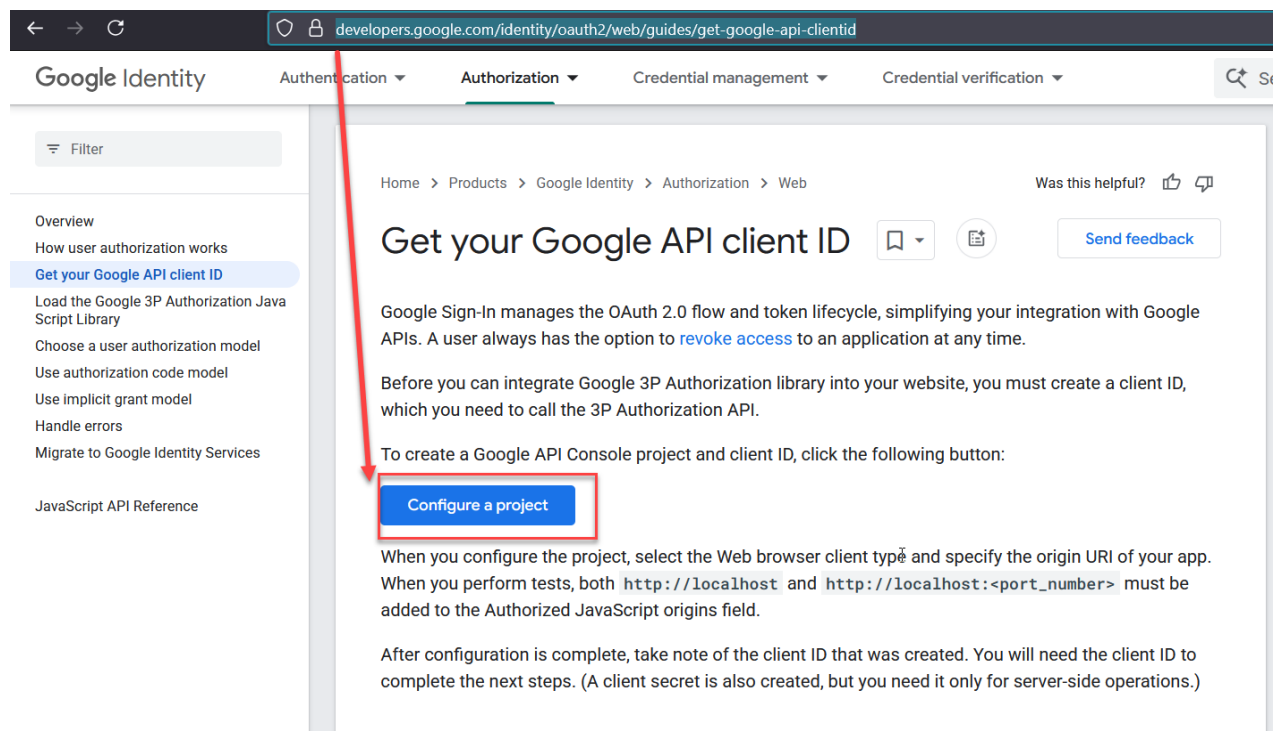 developers.google.com/identity/oauth2/web/guides/get-google-api-clientid
Google Identity
Authentication
Authorization
Credential management
Credential verification
Filter
Overview
How user authorization works
Get your Google API client ID
Load the Google 3P Authorization Java
Script Library
Choose a user authorization model
Use authorization code model
Use implicit grant model
Handle errors
Migrate to Google Identity Services
JavaScript API Reference
Home > Products > Google Identity > Authorization > Web
Was this helpful?
Get your Google API client ID
Send feedback
Google Sign-In manages the OAuth 2.0 flow and token lifecycle, simplifying your integration with Google
APIs. A user always has the option to revoke access to an application at any time.
Before you can integrate Google 3P Authorization library into your website, you must create a client ID,
which you need to call the 3P Authorization API.
To create a Google API Console project and client ID, click the following button:
Configure a project
When you configure the project, select the Web browser client type and specify the origin URI of your app.
When you perform tests, both http://localhost and http://localhost:<port_number> must be
added to the Authorized JavaScript origins field.
After configuration is complete, take note of the client ID that was created. You will need the client ID to
complete the next steps. (A client secret is also created, but you need it only for server-side operations.)